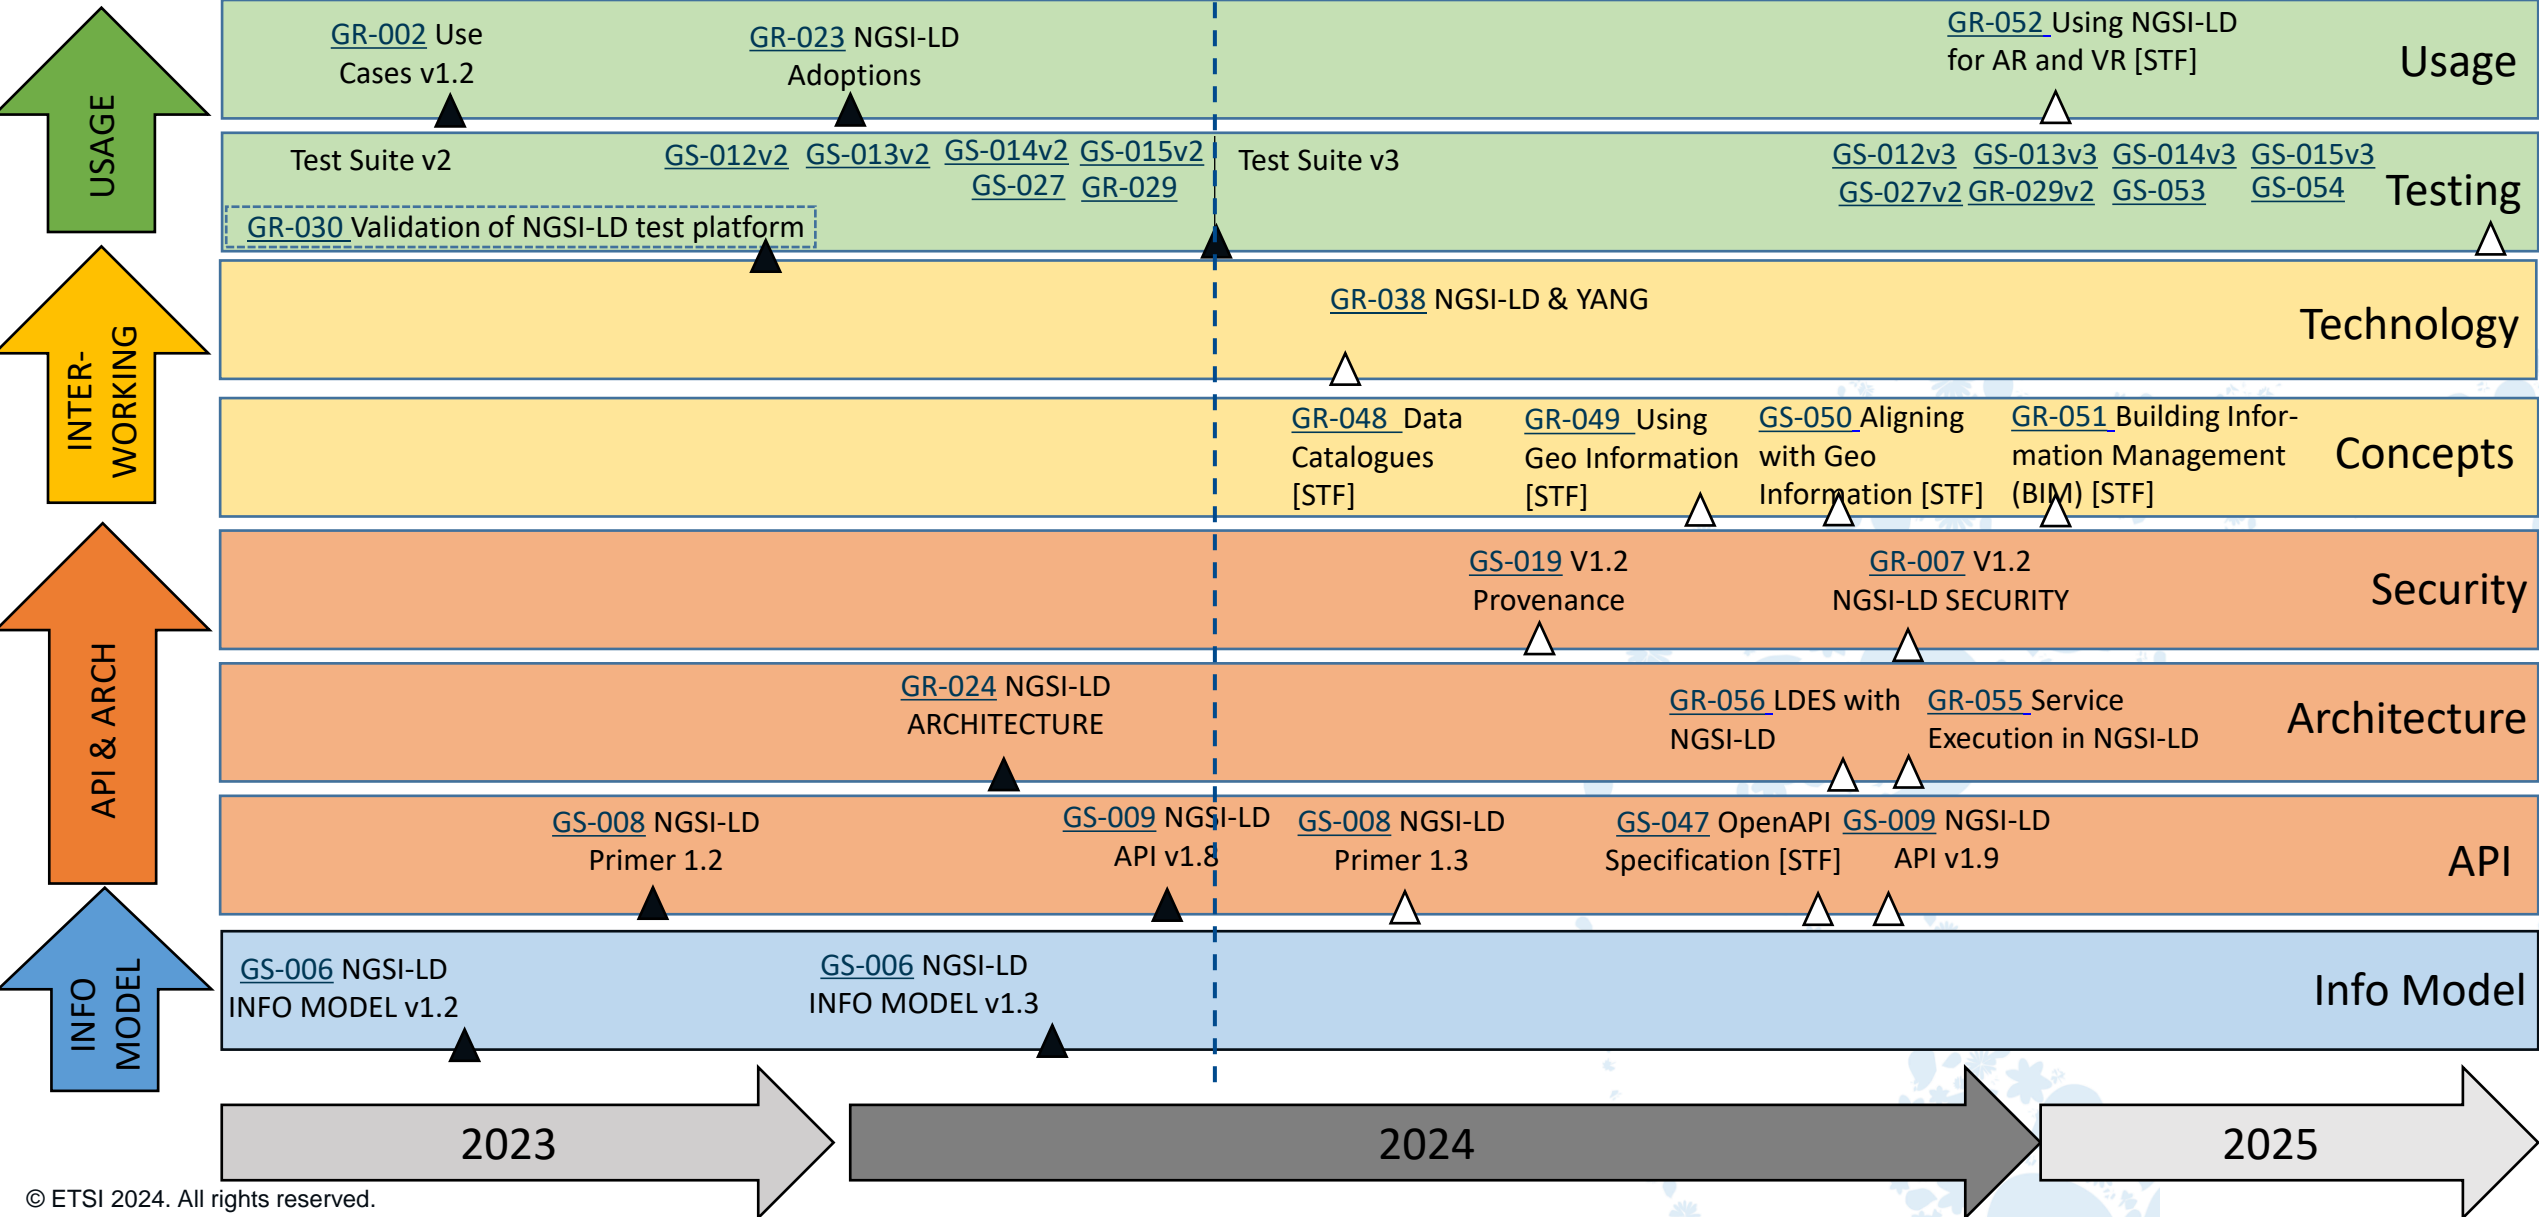 USAGE
GR-002 Use
Cases v1.2
GR-023 NGSI-LD
Adoptions
GR-052 Using NGSI-LD
for AR and VR [STF]
Usage
Test Suite v2
GS-012v2 GS-013v2 GS-014v2 GS-015v2
GS-027 GR-029
GR-030 Validation of NGSI-LD test platform
Test Suite v3
GS-012v3 GS-013v3 GS-014v3 GS-015v3
GS-027v2 GR-029v2 GS-053 GS-054
Testing
INTER-
WORKING
GR-038 NGSI-LD & YANG
Technology
GR-048 Data
Catalogues
[STF]
GR-049 Using
Geo Information
[STF]
GS-050 Aligning
with Geo
Information [STF]
GR-051 Building Infor-
mation Management
(BIM) [STF]
Concepts
API & ARCH
GS-019 V1.2
Provenance
GR-007 V1.2
NGSI-LD SECURITY
Security
GR-024 NGSI-LD
ARCHITECTURE
GR-056 LDES with
NGSI-LD
GR-055 Service
Execution in NGSI-LD
Architecture
GS-008 NGSI-LD
Primer 1.2
GS-009 NGSI-LD
API v1.8
GS-008 NGSI-LD
Primer 1.3
GS-047 OpenAPI
Specification [STF]
GS-009 NGSI-LD
API v1.9
API
INFO
MODEL
GS-006 NGSI-LD
INFO MODEL v1.2
GS-006 NGSI-LD
INFO MODEL v1.3
Info Model
2023
2024
2025
© ETSI 2024. All rights reserved.